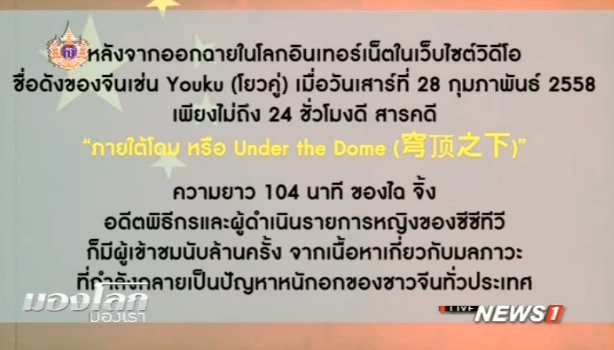 หลังจากออกฉายในโลกอินเทอร์เน็ตในเว็บไซต์วิดีโอ
ชื่อดังของจีนเช่น Youku (โยวคู่) เมื่อวันเสาร์ที่ 28 กุมภาพันธ์ 2558
เพียงไม่ถึง 24 ชั่วโมงดี สารคดี
“ภายใต้โดม หรือ Under the Dome (穹顶之下)”
ความยาว 104 นาที ของไฉ จิ้ง
อดีตพิธีกรและผู้ดำเนินรายการหญิงของซีซีทีวี
ก็มีผู้เข้าชมนับล้านครั้ง จากเนื้อหาเกี่ยวกับมลภาวะ
ที่กำลังกลายเป็นปัญหาหนักอกของชาวจีนทั่วประเทศ
มองโลก
มองเรา
LIVE
NEWS1